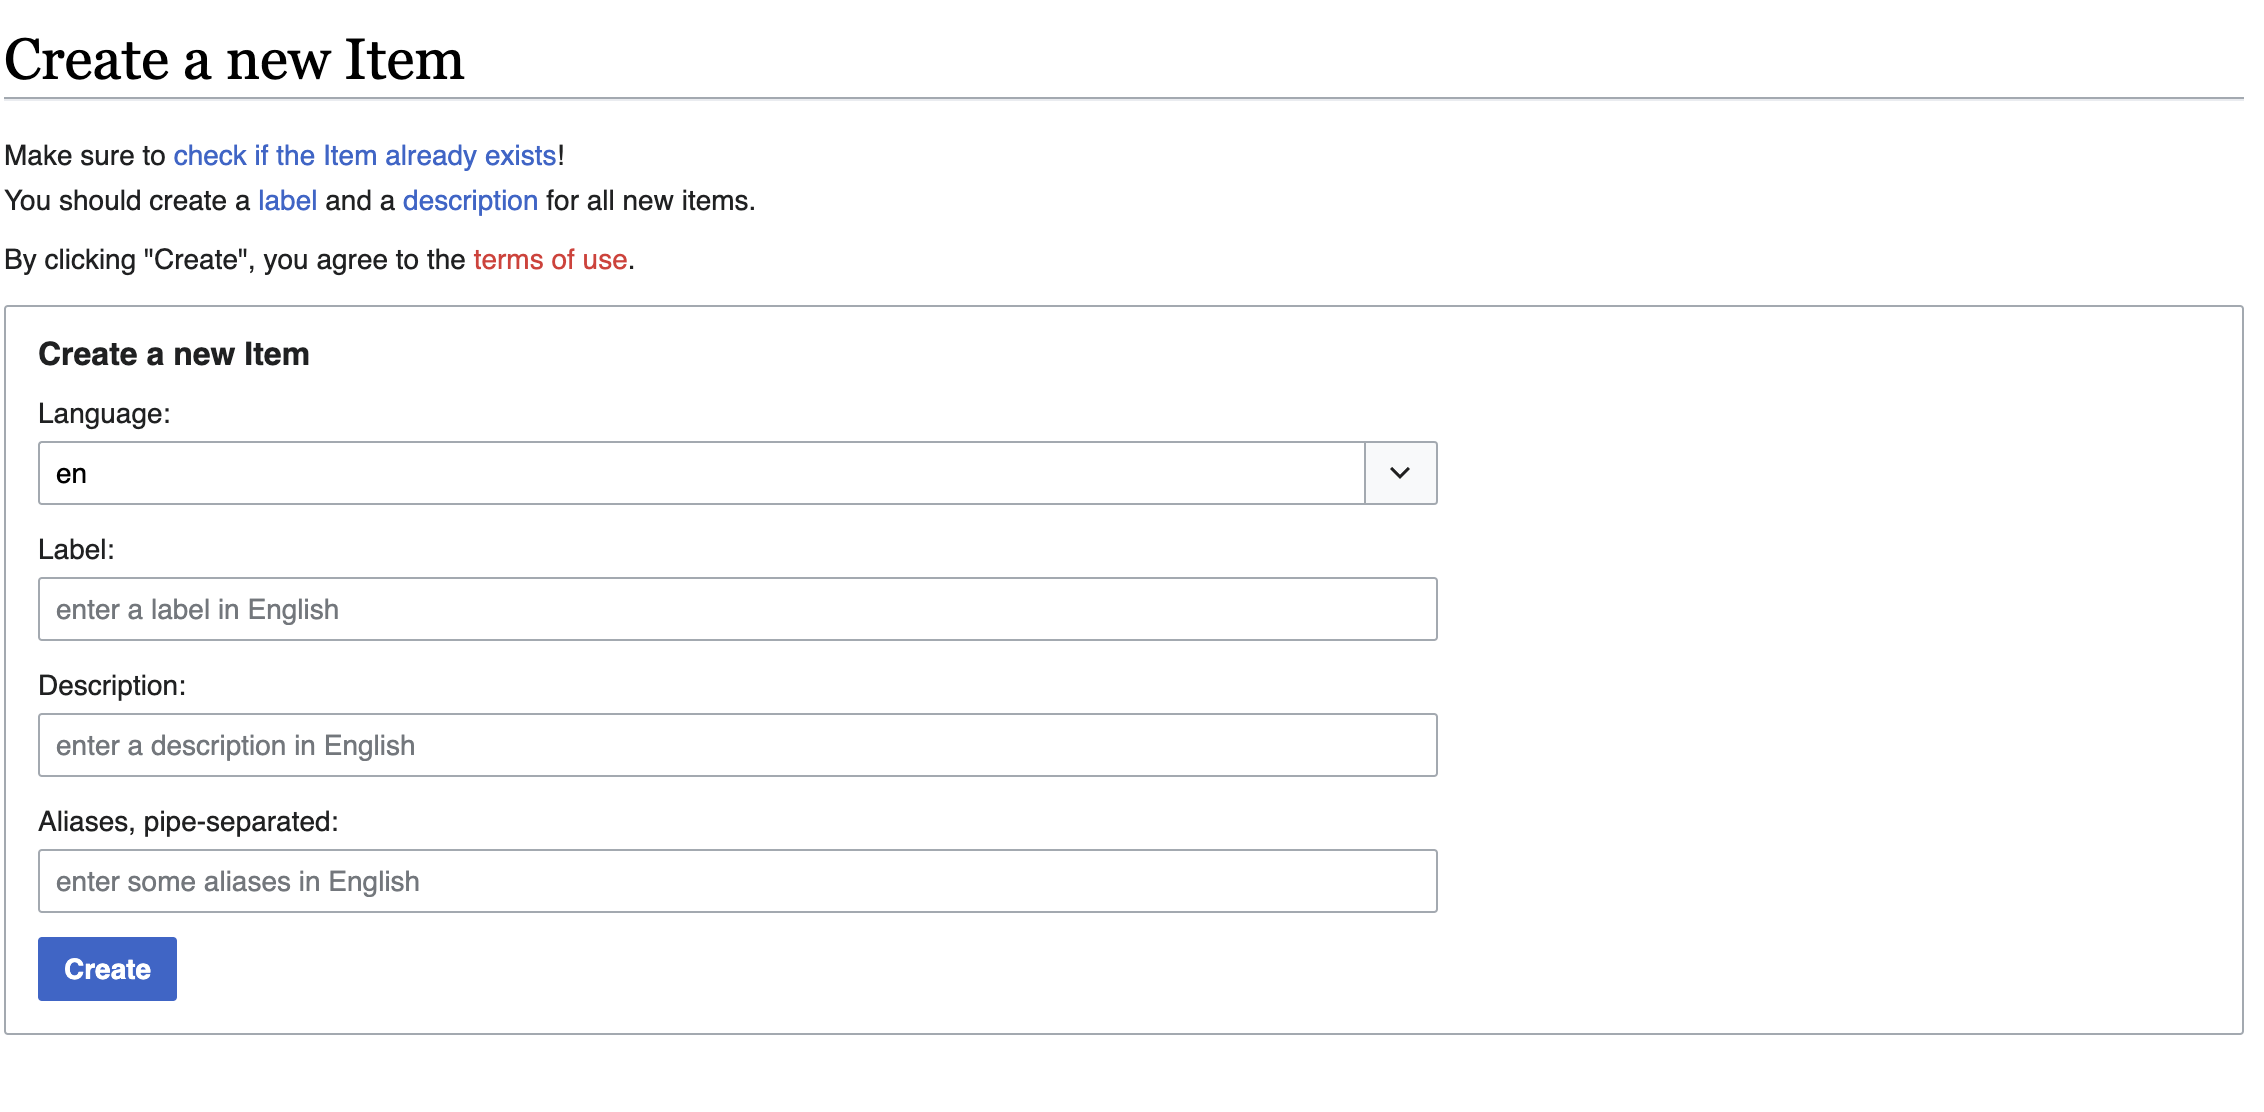 Create a new Item
Make sure to check if the Item already exists!
You should create a label and a description for all new items.
By clicking "Create", you agree to the terms of use.
Create a new Item
Language:
en
Label:
enter a label in English
Description:
enter a description in English
Aliases, pipe-separated:
enter some aliases in English
Create